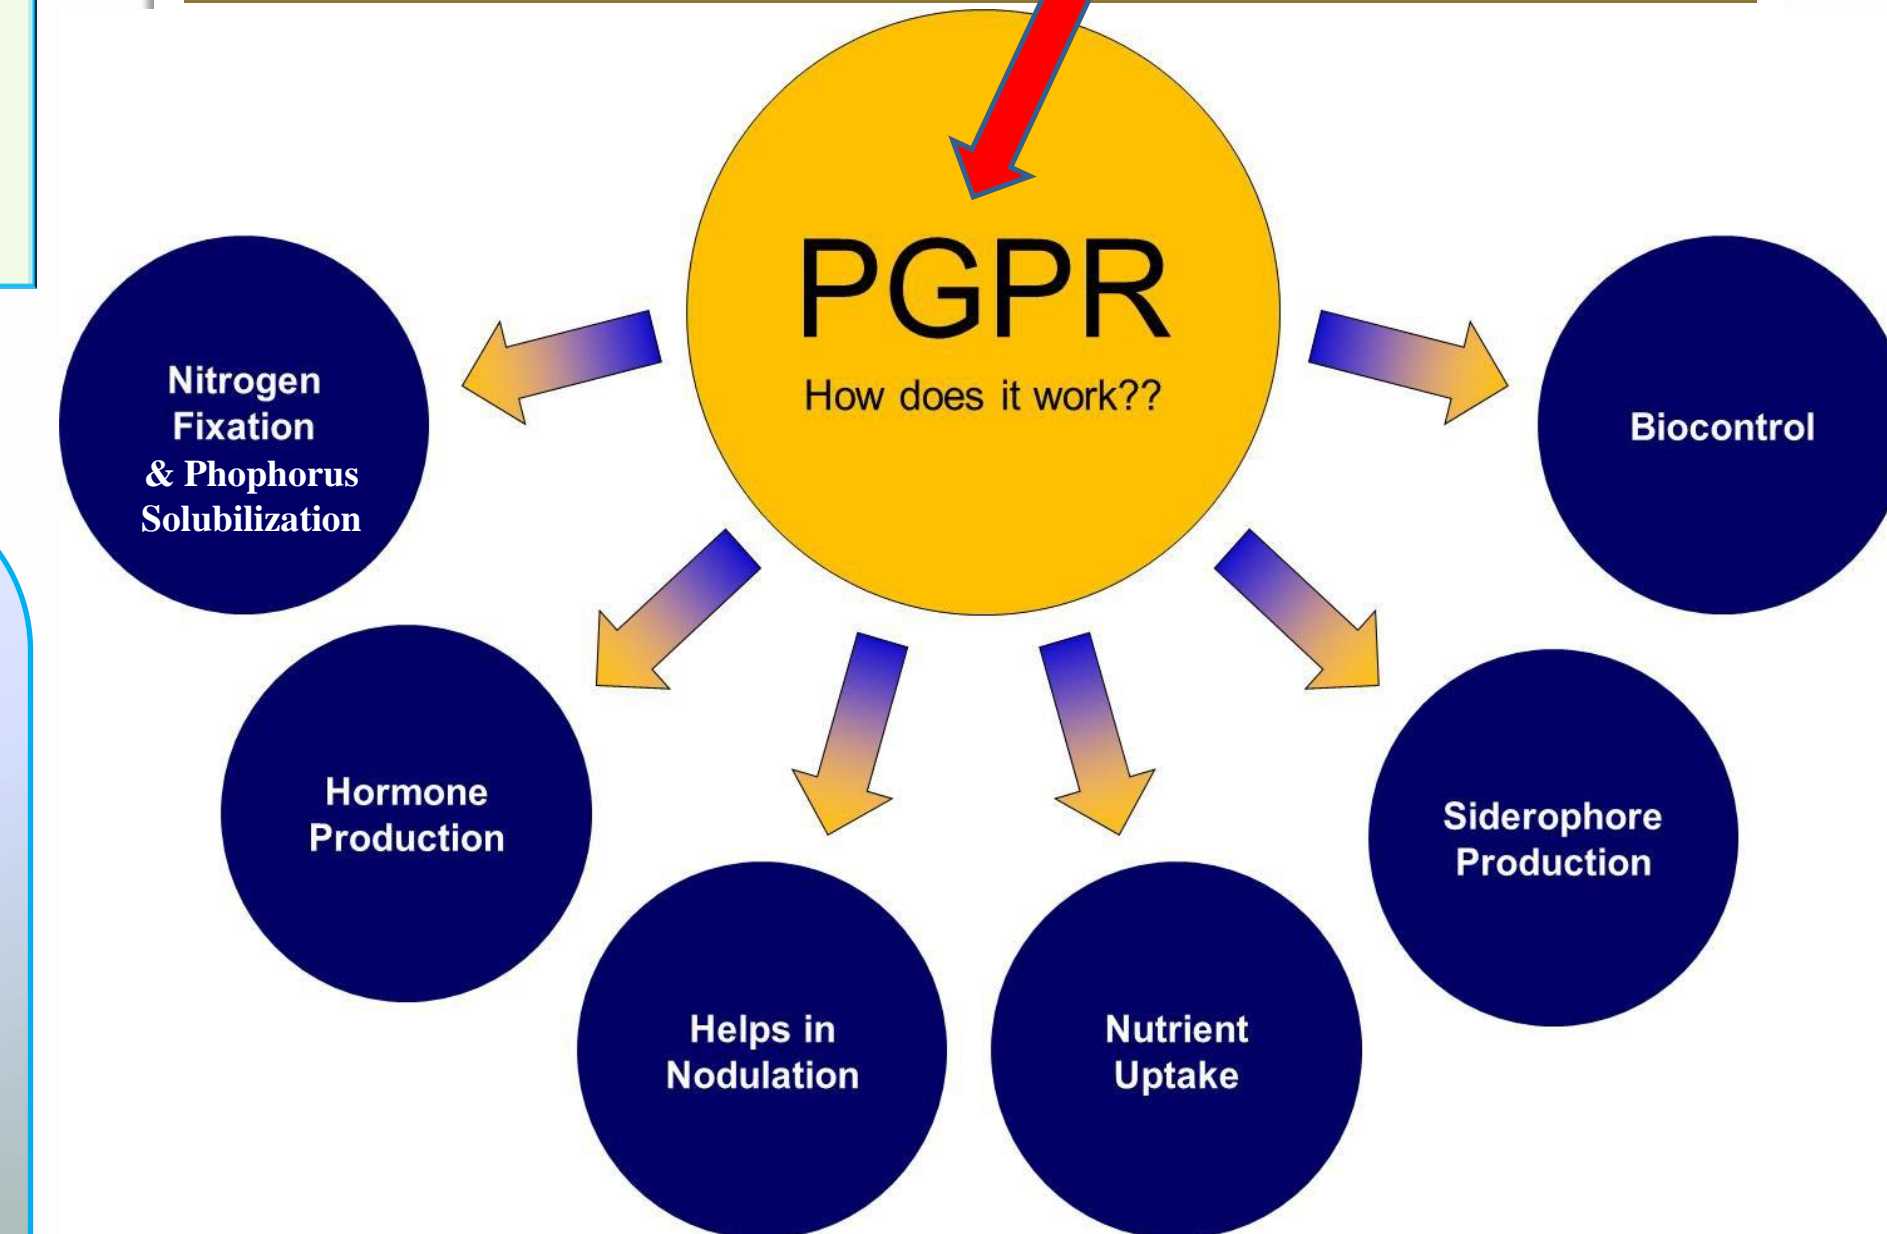 PGPR
How does it work??
Nitrogen
Fixation
& Phophorus
Solubilization
Hormone
Production
Helps in
Nodulation
Nutrient
Uptake
Siderophore
Production
Biocontrol